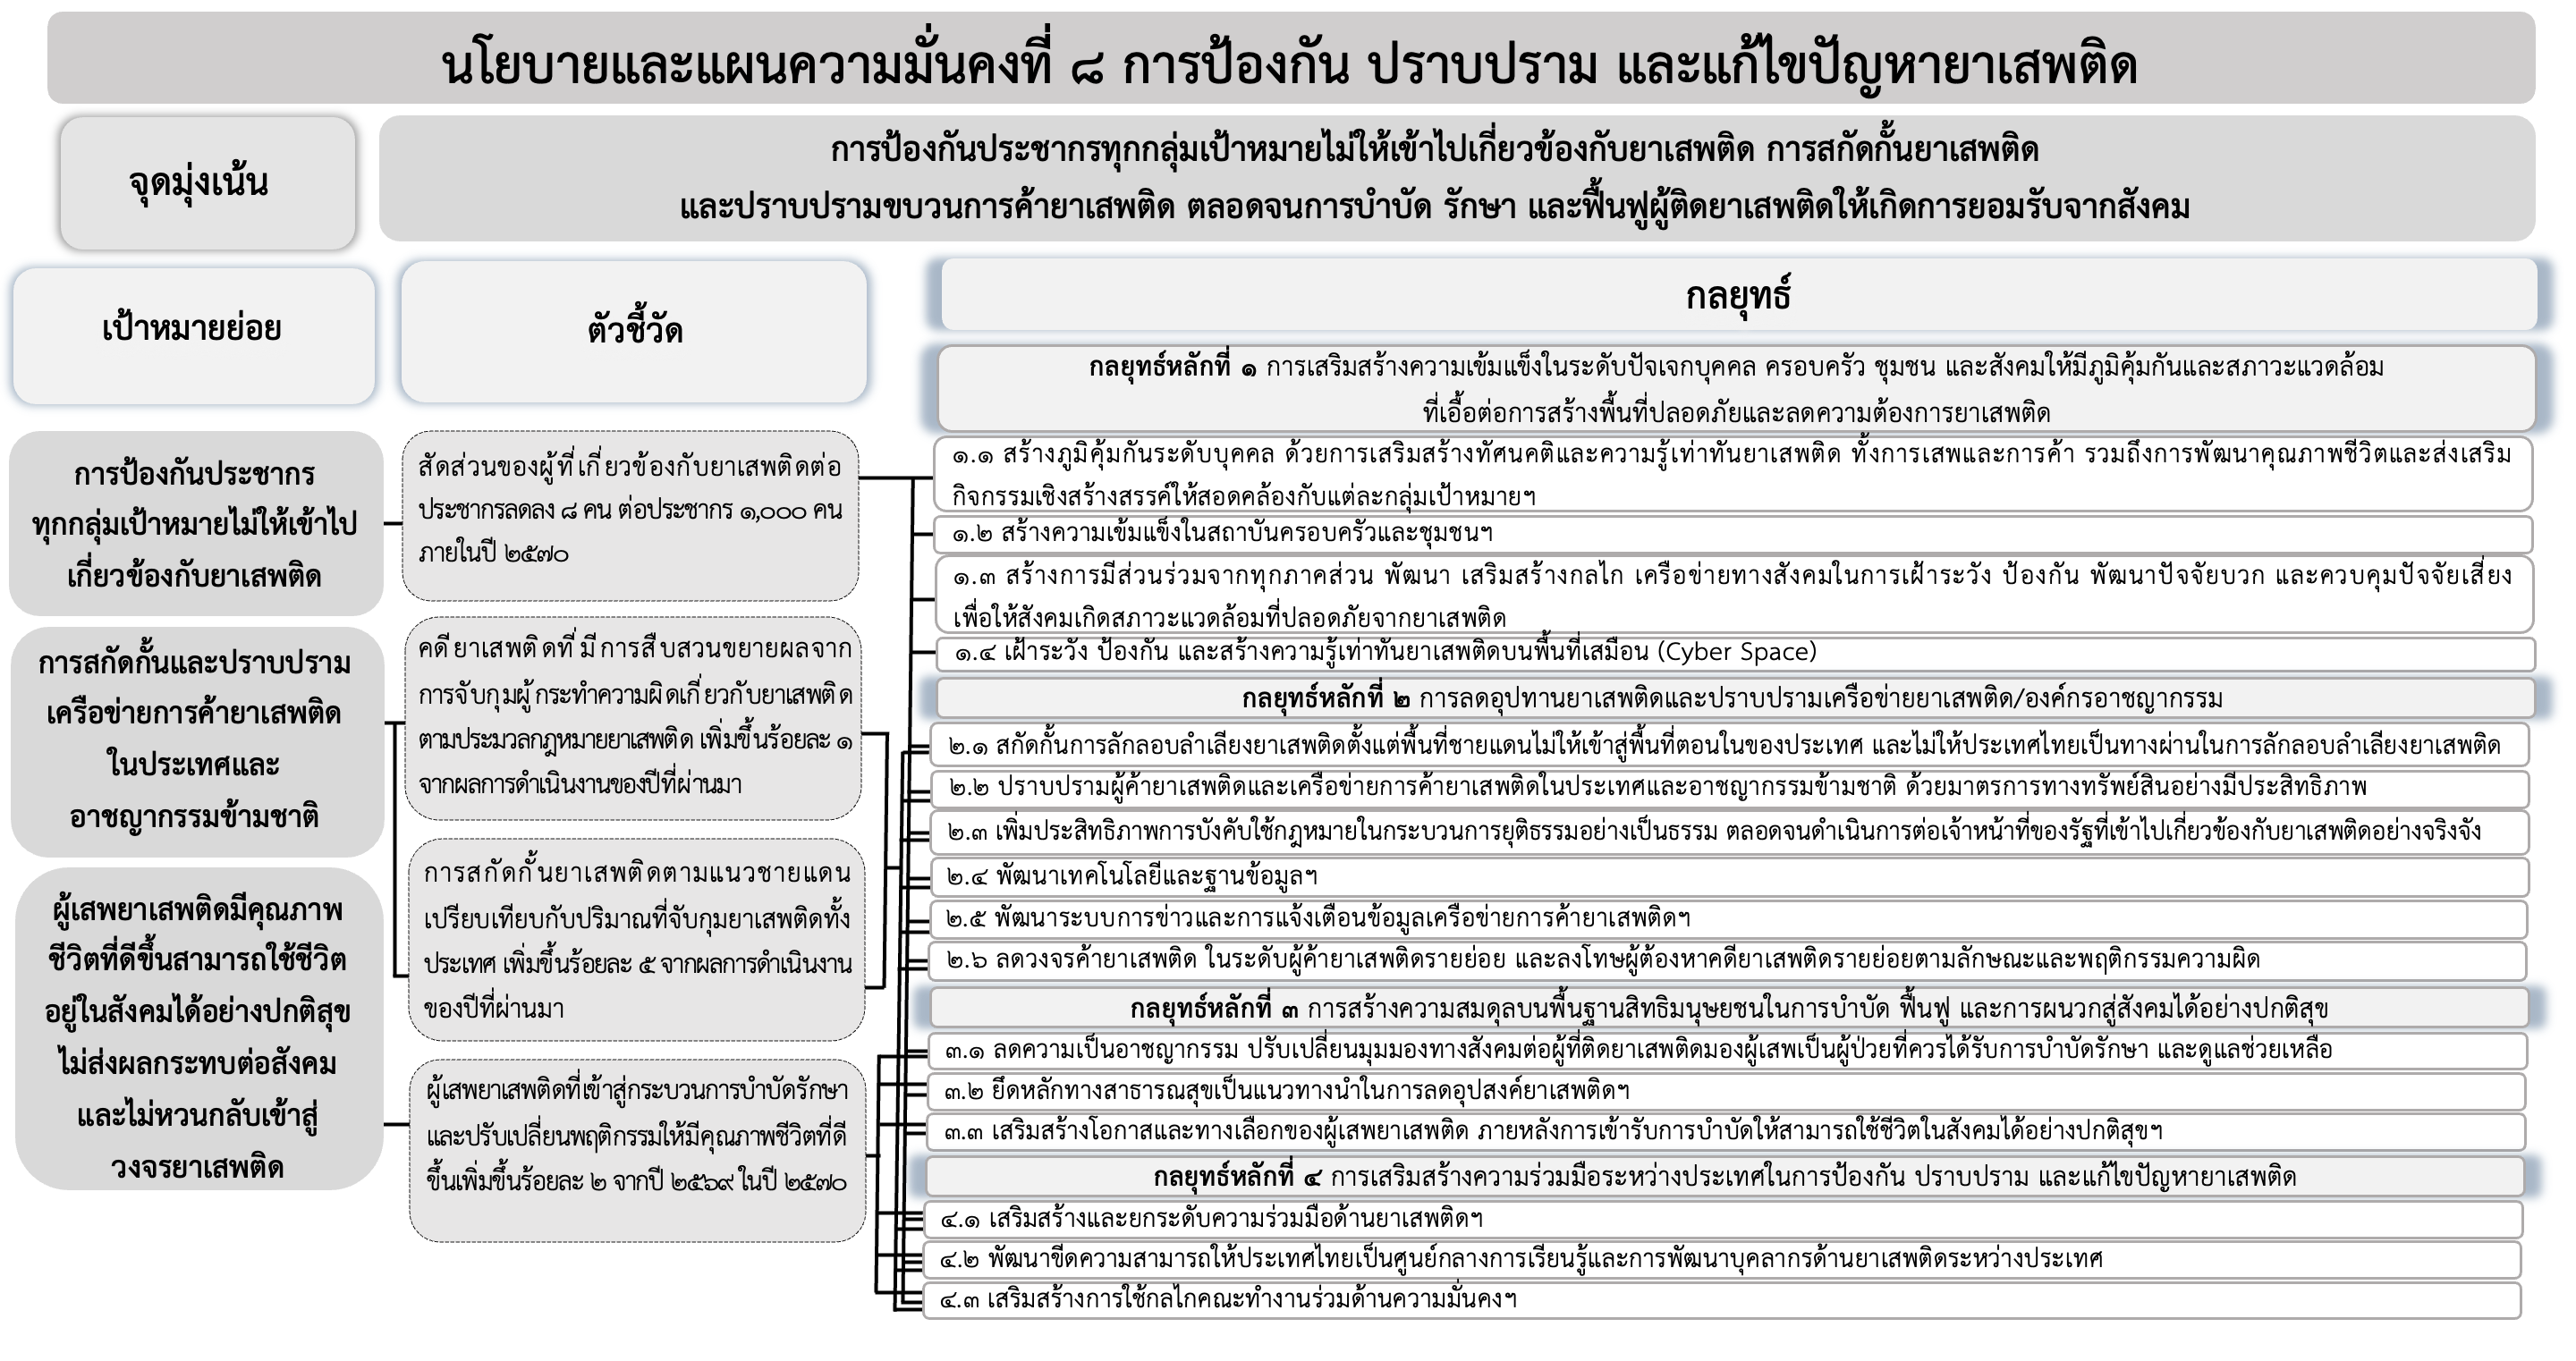 นโยบายและแผนความมั่นคงที่ ๘ การป้องกัน ปราบปราม และแก้ไขปัญหายาเสพติด
จุดมุ่งเน้น
การป้องกันประชากรทุกกลุ่มเป้าหมายไม่ให้เข้าไปเกี่ยวข้องกับยาเสพติด การสกัดกั้นยาเสพติด
และปราบปรามขบวนการค้ายาเสพติด ตลอดจนการบำบัด รักษา และฟื้นฟูผู้ติดยาเสพติดให้เกิดการยอมรับจากสังคม
เป้าหมายย่อย
ตัวชี้วัด
กลยุทธ์
การป้องกันประชากร
ทุกกลุ่มเป้าหมายไม่ให้เข้าไป
เกี่ยวข้องกับยาเสพติด
การสกัดกั้นและปราบปราม
เครือข่ายการค้ายาเสพติด
ในประเทศและ
อาชญากรรมข้ามชาติ
ผู้เสพยาเสพติดมีคุณภาพ
ชีวิตที่ดีขึ้นสามารถใช้ชีวิต
อยู่ในสังคมได้อย่างปกติสุข
ไม่ส่งผลกระทบต่อสังคม
และไม่หวนกลับเข้าสู่
วงจรยาเสพติด
สัดส่วนของผู้ที่เกี่ยวข้องกับยาเสพติดต่อ
ประชากรลดลง ๘ คน ต่อประชากร ๑,๐๐๐ คน
ภายในปี ๒๕๗๐
คดียาเสพติดที่มีการสืบสวนขยายผลจาก
การจับกุมผู้กระทำความผิดเกี่ยวกับยาเสพติด
ตามประมวลกฎหมายยาเสพติด เพิ่มขึ้นร้อยละ ๑
จากผลการดำเนินงานของปีที่ผ่านมา
การสกัดกั้นยาเสพติดตามแนวชายแดน
เปรียบเทียบกับปริมาณที่จับกุมยาเสพติดทั้ง
ประเทศ เพิ่มขึ้นร้อยละ ๕ จากผลการดำเนินงาน
ของปีที่ผ่านมา
ผู้เสพยาเสพติดที่เข้าสู่กระบวนการบำบัดรักษา
และปรับเปลี่ยนพฤติกรรมให้มีคุณภาพชีวิตที่ดี
ขึ้นเพิ่มขึ้นร้อยละ ๒ จากปี ๒๕๖๙ ในปี ๒๕๗๐
กลยุทธ์หลักที่ ๑ การเสริมสร้างความเข้มแข็งในระดับปัจเจกบุคคล ครอบครัว ชุมชน และสังคมให้มีภูมิคุ้มกันและสภาวะแวดล้อม
ที่เอื้อต่อการสร้างพื้นที่ปลอดภัยและลดความต้องการยาเสพติด
๑.๑ สร้างภูมิคุ้มกันระดับบุคคล ด้วยการเสริมสร้างทัศนคติและความรู้เท่าทันยาเสพติด ทั้งการเสพและการค้า รวมถึงการพัฒนาคุณภาพชีวิตและส่งเสริม
กิจกรรมเชิงสร้างสรรค์ให้สอดคล้องกับแต่ละกลุ่มเป้าหมายฯ
๑.๒ สร้างความเข้มแข็งในสถาบันครอบครัวและชุมชนฯ
๑.๓ สร้างการมีส่วนร่วมจากทุกภาคส่วน พัฒนา เสริมสร้างกลไก เครือข่ายทางสังคมในการเฝ้าระวัง ป้องกัน พัฒนาปัจจัยบวก และควบคุมปัจจัยเสี่ยง
เพื่อให้สังคมเกิดสภาวะแวดล้อมที่ปลอดภัยจากยาเสพติด
๑.๔ เฝ้าระวัง ป้องกัน และสร้างความรู้เท่าทันยาเสพติดบนพื้นที่เสมือน (Cyber Space)
กลยุทธ์หลักที่ ๒ การลดอุปทานยาเสพติดและปราบปรามเครือข่ายยาเสพติด/องค์กรอาชญากรรม
๒.๑ สกัดกั้นการลักลอบลำเลียงยาเสพติดตั้งแต่พื้นที่ชายแดนไม่ให้เข้าสู่พื้นที่ตอนในของประเทศ และไม่ให้ประเทศไทยเป็นทางผ่านในการลักลอบลำเลียงยาเสพติด
๒.๒ ปราบปรามผู้ค้ายาเสพติดและเครือข่ายการค้ายาเสพติดในประเทศและอาชญากรรมข้ามชาติ ด้วยมาตรการทางทรัพย์สินอย่างมีประสิทธิภาพ
๒.๓ เพิ่มประสิทธิภาพการบังคับใช้กฎหมายในกระบวนการยุติธรรมอย่างเป็นธรรม ตลอดจนดำเนินการต่อเจ้าหน้าที่ของรัฐที่เข้าไปเกี่ยวข้องกับยาเสพติดอย่างจริงจัง
๒.๔ พัฒนาเทคโนโลยีและฐานข้อมูลฯ
๒.๕ พัฒนาระบบการข่าวและการแจ้งเตือนข้อมูลเครือข่ายการค้ายาเสพติดฯ
๒.๖ ลดวงจรค้ายาเสพติด ในระดับผู้ค้ายาเสพติดรายย่อย และลงโทษผู้ต้องหาคดียาเสพติดรายย่อยตามลักษณะและพฤติกรรมความผิด
กลยุทธ์หลักที่ ๓ การสร้างความสมดุลบนพื้นฐานสิทธิมนุษยชนในการบำบัด ฟื้นฟู และการผนวกสู่สังคมได้อย่างปกติสุข
๓.๑ ลดความเป็นอาชญากรรม ปรับเปลี่ยนมุมมองทางสังคมต่อผู้ที่ติดยาเสพติดมองผู้เสพเป็นผู้ป่วยที่ควรได้รับการบำบัดรักษา และดูแลช่วยเหลือ
๓.๒ ยึดหลักทางสาธารณสุขเป็นแนวทางนำในการลดอุปสงค์ยาเสพติดฯ
๓.๓ เสริมสร้างโอกาสและทางเลือกของผู้เสพยาเสพติด ภายหลังการเข้ารับการบำบัดให้สามารถใช้ชีวิตในสังคมได้อย่างปกติสุขฯ
กลยุทธ์หลักที่ ๔ การเสริมสร้างความร่วมมือระหว่างประเทศในการป้องกัน ปราบปราม และแก้ไขปัญหายาเสพติด
๔.๑ เสริมสร้างและยกระดับความร่วมมือด้านยาเสพติดฯ
๔.๒ พัฒนาขีดความสามารถให้ประเทศไทยเป็นศูนย์กลางการเรียนรู้และการพัฒนาบุคลากรด้านยาเสพติดระหว่างประเทศ
๔.๓ เสริมสร้างการใช้กลไกคณะทำงานร่วมด้านความมั่นคงฯ